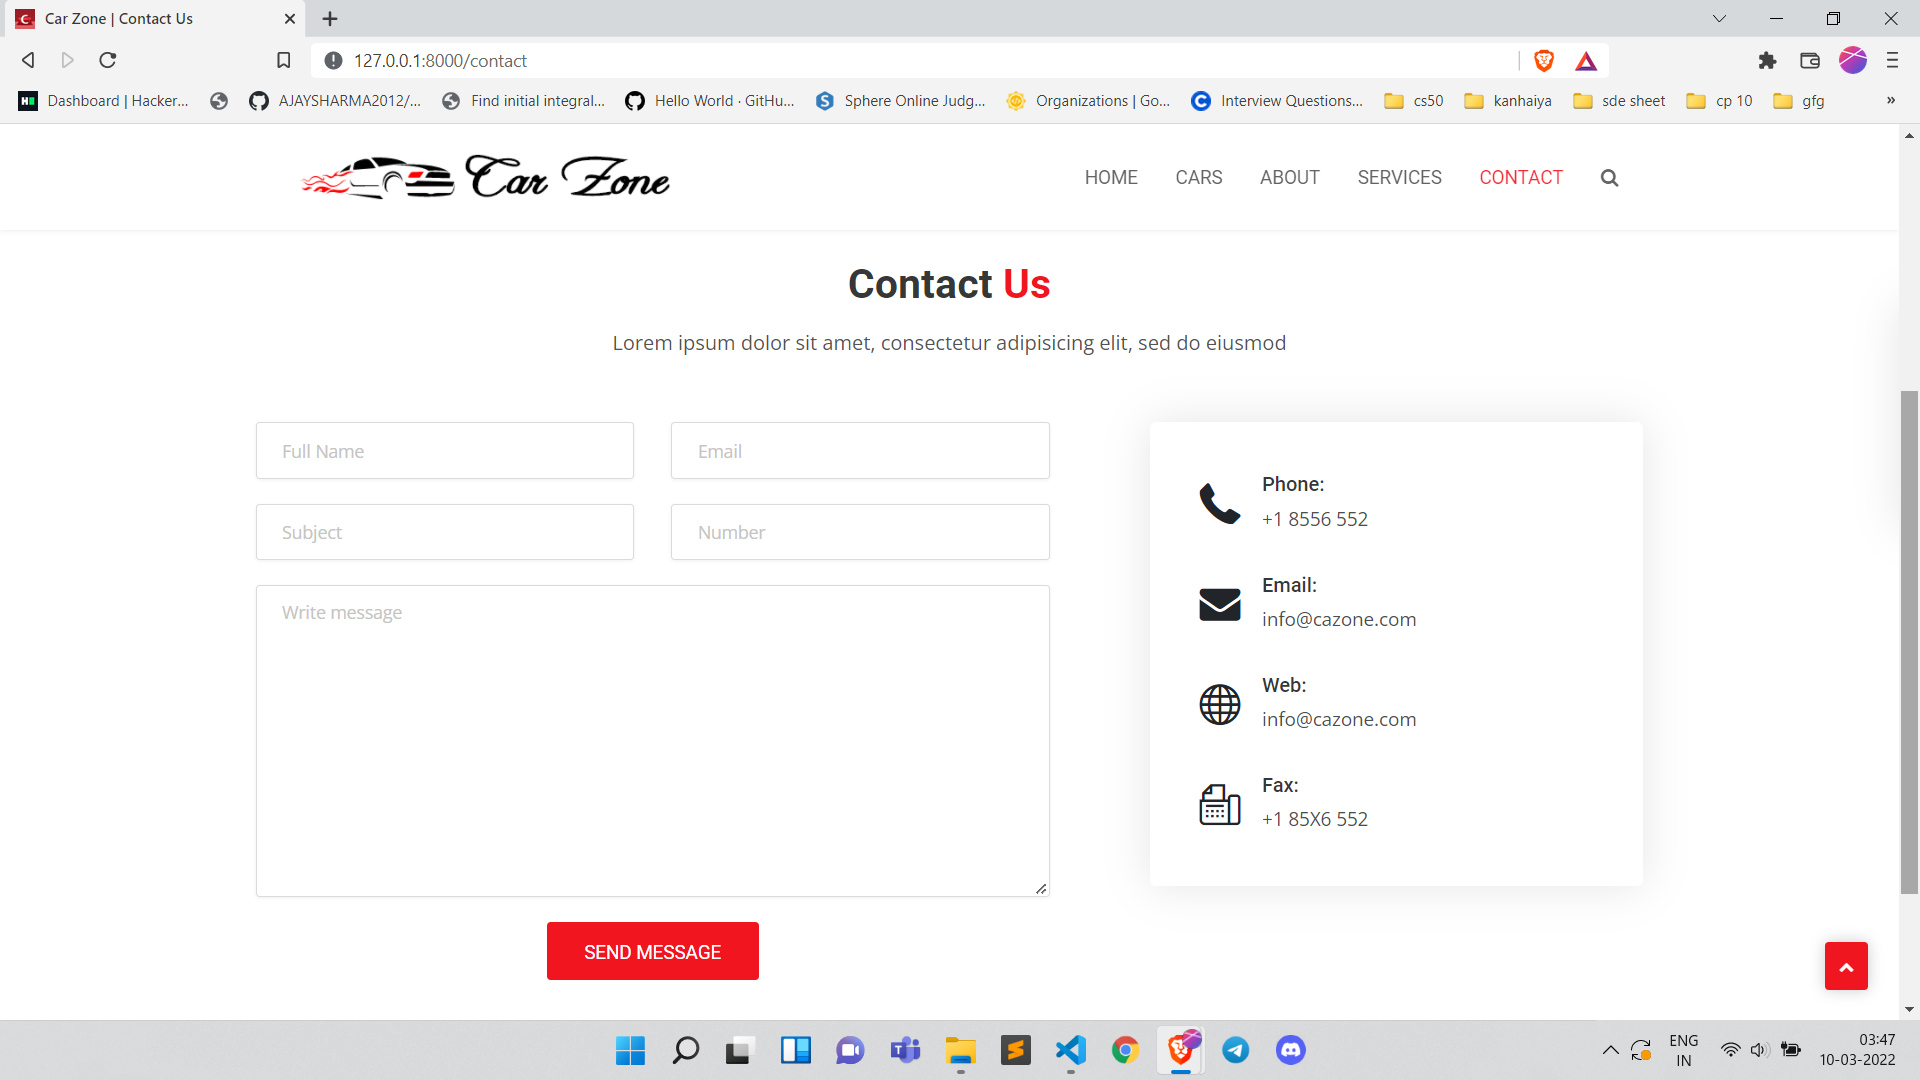 Car Zone | Contact Us
127.0.0.1:8000/contact
Dashboard | Hacker... AJAYSHARMA2012/... Find initial integral... Hello World · GitHu... Sphere Online Judg... Organizations | Go... Interview Questions... cs50 kanhaiya sde sheet cp 10 gfg »
Car Zone
HOME CARS ABOUT SERVICES CONTACT
Contact Us
Lorem ipsum dolor sit amet, consectetur adipisicing elit, sed do eiusmod
Full Name Email
Subject Number
Write message
SEND MESSAGE
Phone:
+1 8556 552
Email:
info@cazone.com
Web:
info@cazone.com
Fax:
+1 85X6 552
ENG
IN
03:47
10-03-2022